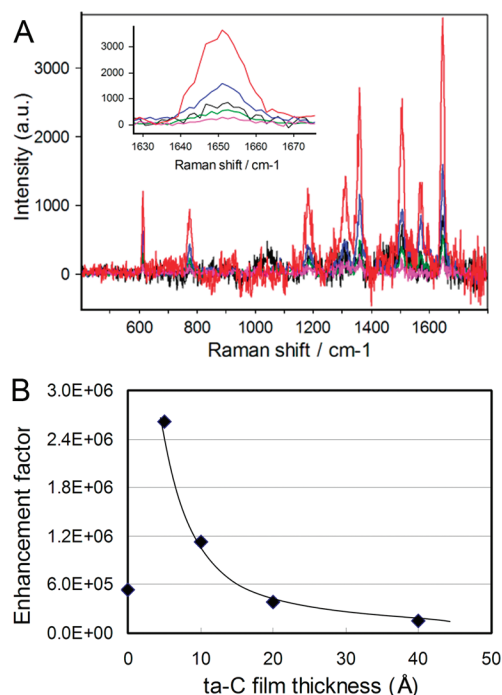 A
Intensity (a.u.)
3000
2000
1000
0
3000
2000
1000
0
1630 1640 1650 1660 1670
Raman shift / cm-1
600 800 1000 1200 1400 1600
Raman shift / cm-1
B
Enhancement factor
3.0E+06
2.4E+06
1.8E+06
1.2E+06
6.0E+05
0.0E+00
0 10 20 30 40 50
ta-C film thickness (Å)